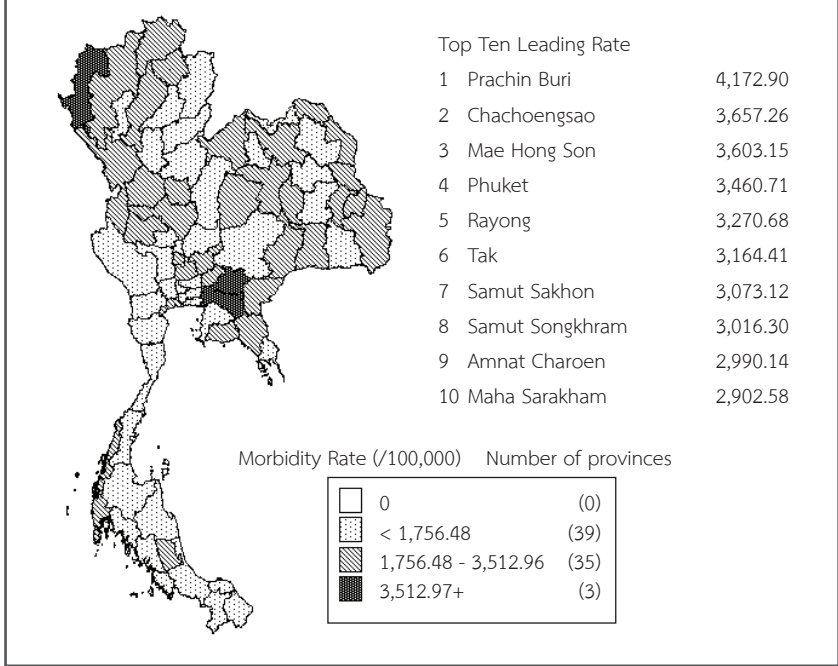 Top Ten Leading Rate
1 Prachin Buri 4,172.90
2 Chachoengsao 3,657.26
3 Mae Hong Son 3,603.15
4 Phuket 3,460.71
5 Rayong 3,270.68
6 Tak 3,164.41
7 Samut Sakhon 3,073.12
8 Samut Songkhram 3,016.30
9 Amnat Charoen 2,990.14
10 Maha Sarakham 2,902.58
Morbidity Rate (/100,000) Number of provinces
0 (0)
< 1,756.48 (39)
1,756.48 - 3,512.96 (35)
3,512.97+ (3)